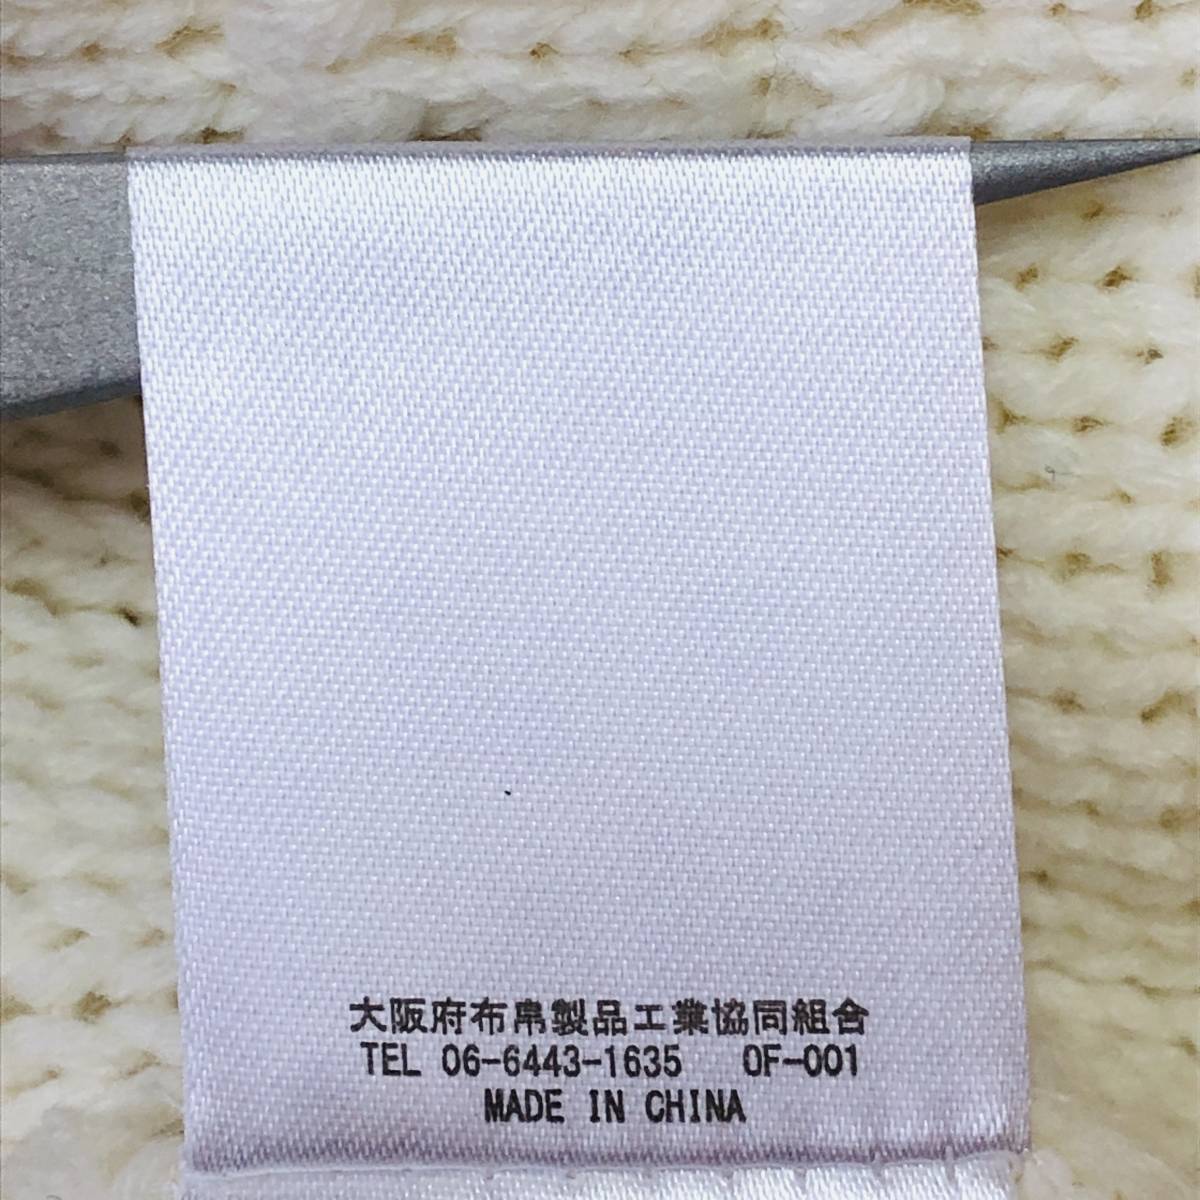 大阪府布帛製品工業協同組合
TEL 06-6443-1635 OF-001
MADE IN CHINA